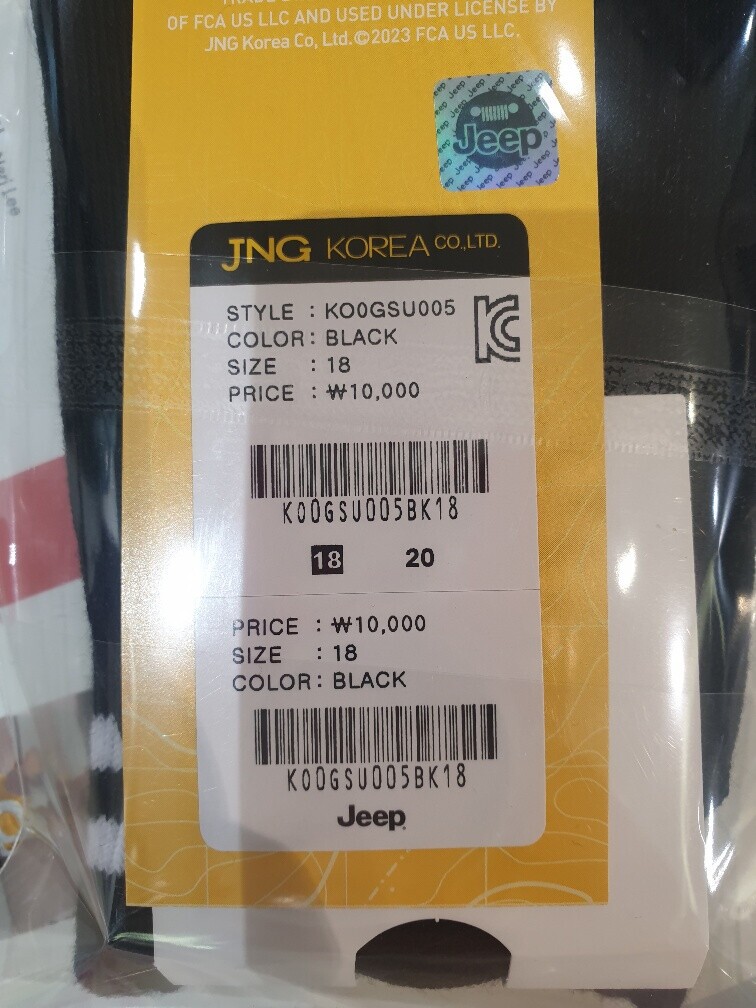 OF FCA US LLC AND USED UNDER LICENSE BY
JNG Korea Co, Ltd.©2023 FCA US LLC.
Jeep
JNG KOREA CO.,LTD.
STYLE : KO0GSU005
COLOR : BLACK
SIZE : 18
PRICE : ₩10,000
KO0GSU005BK18
18 20
PRICE : ₩10,000
SIZE : 18
COLOR : BLACK
KO0GSU005BK18
Jeep